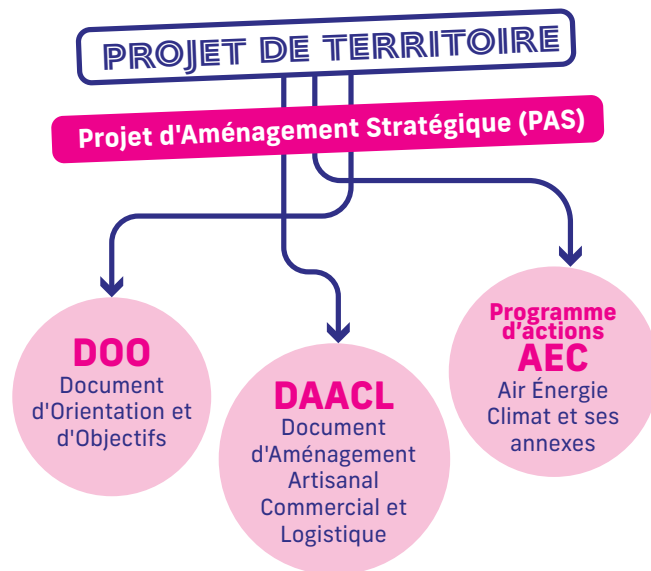 PROJET DE TERRITOIRE
Projet d'Aménagement Stratégique (PAS)
DOO
Document
d'Orientation et
d'Objectifs
DAACL
Document
d'Aménagement
Artisanal
Commercial et
Logistique
Programme
d'actions
AEC
Air Énergie
Climat et ses
annexes